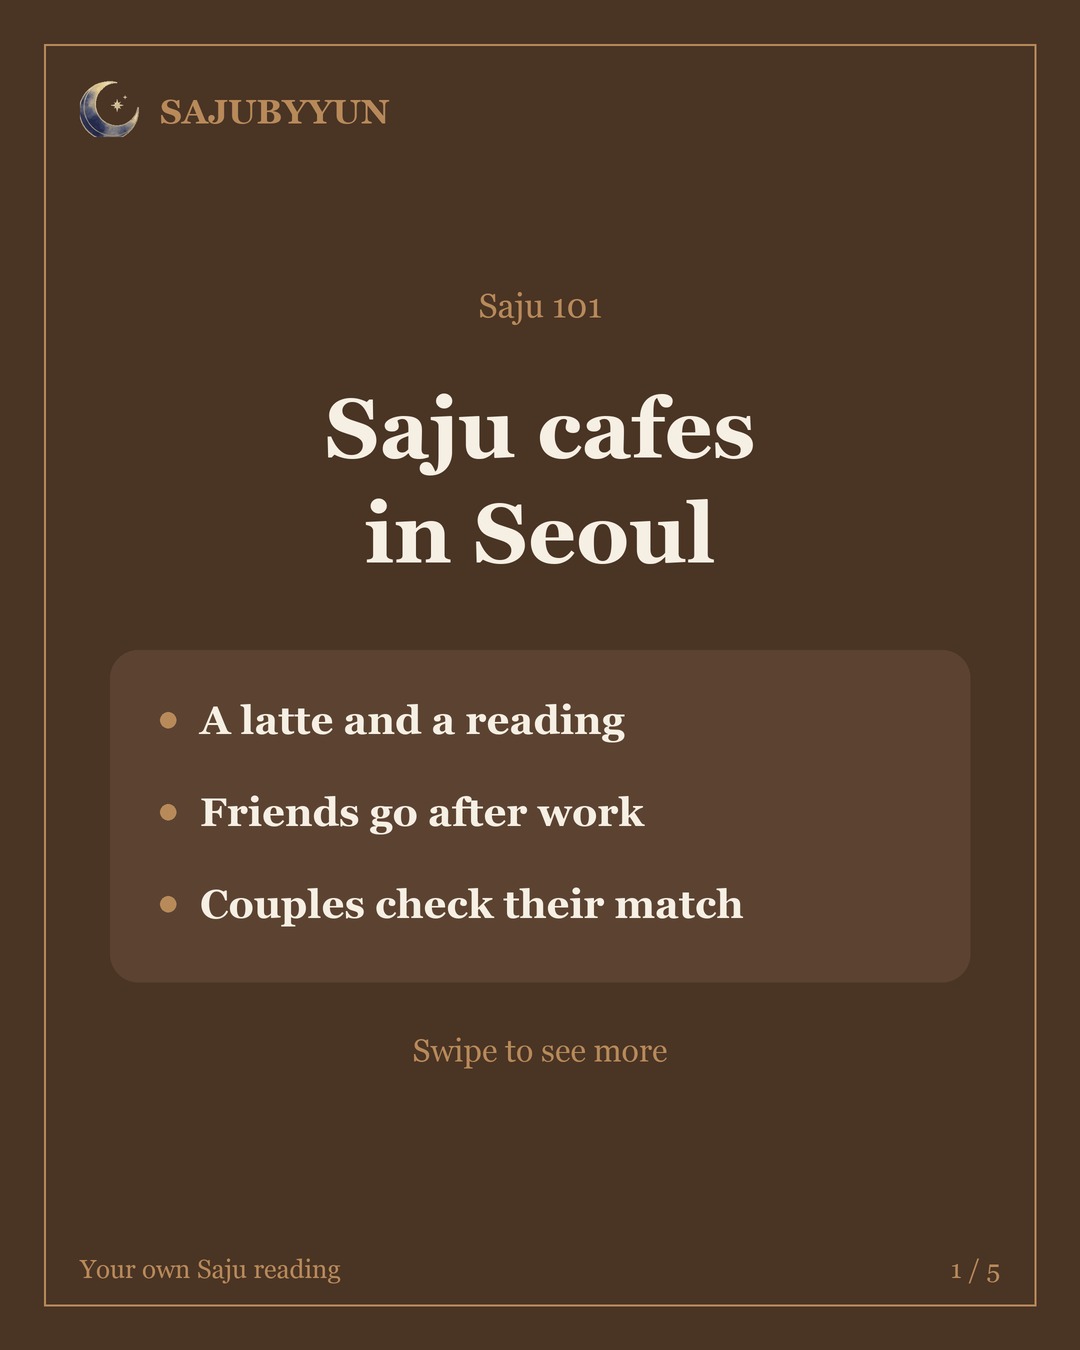 SAJUBYYUN
Saju 101
Saju cafes
in Seoul
A latte and a reading
Friends go after work
Couples check their match
Swipe to see more
Your own Saju reading
1 / 5